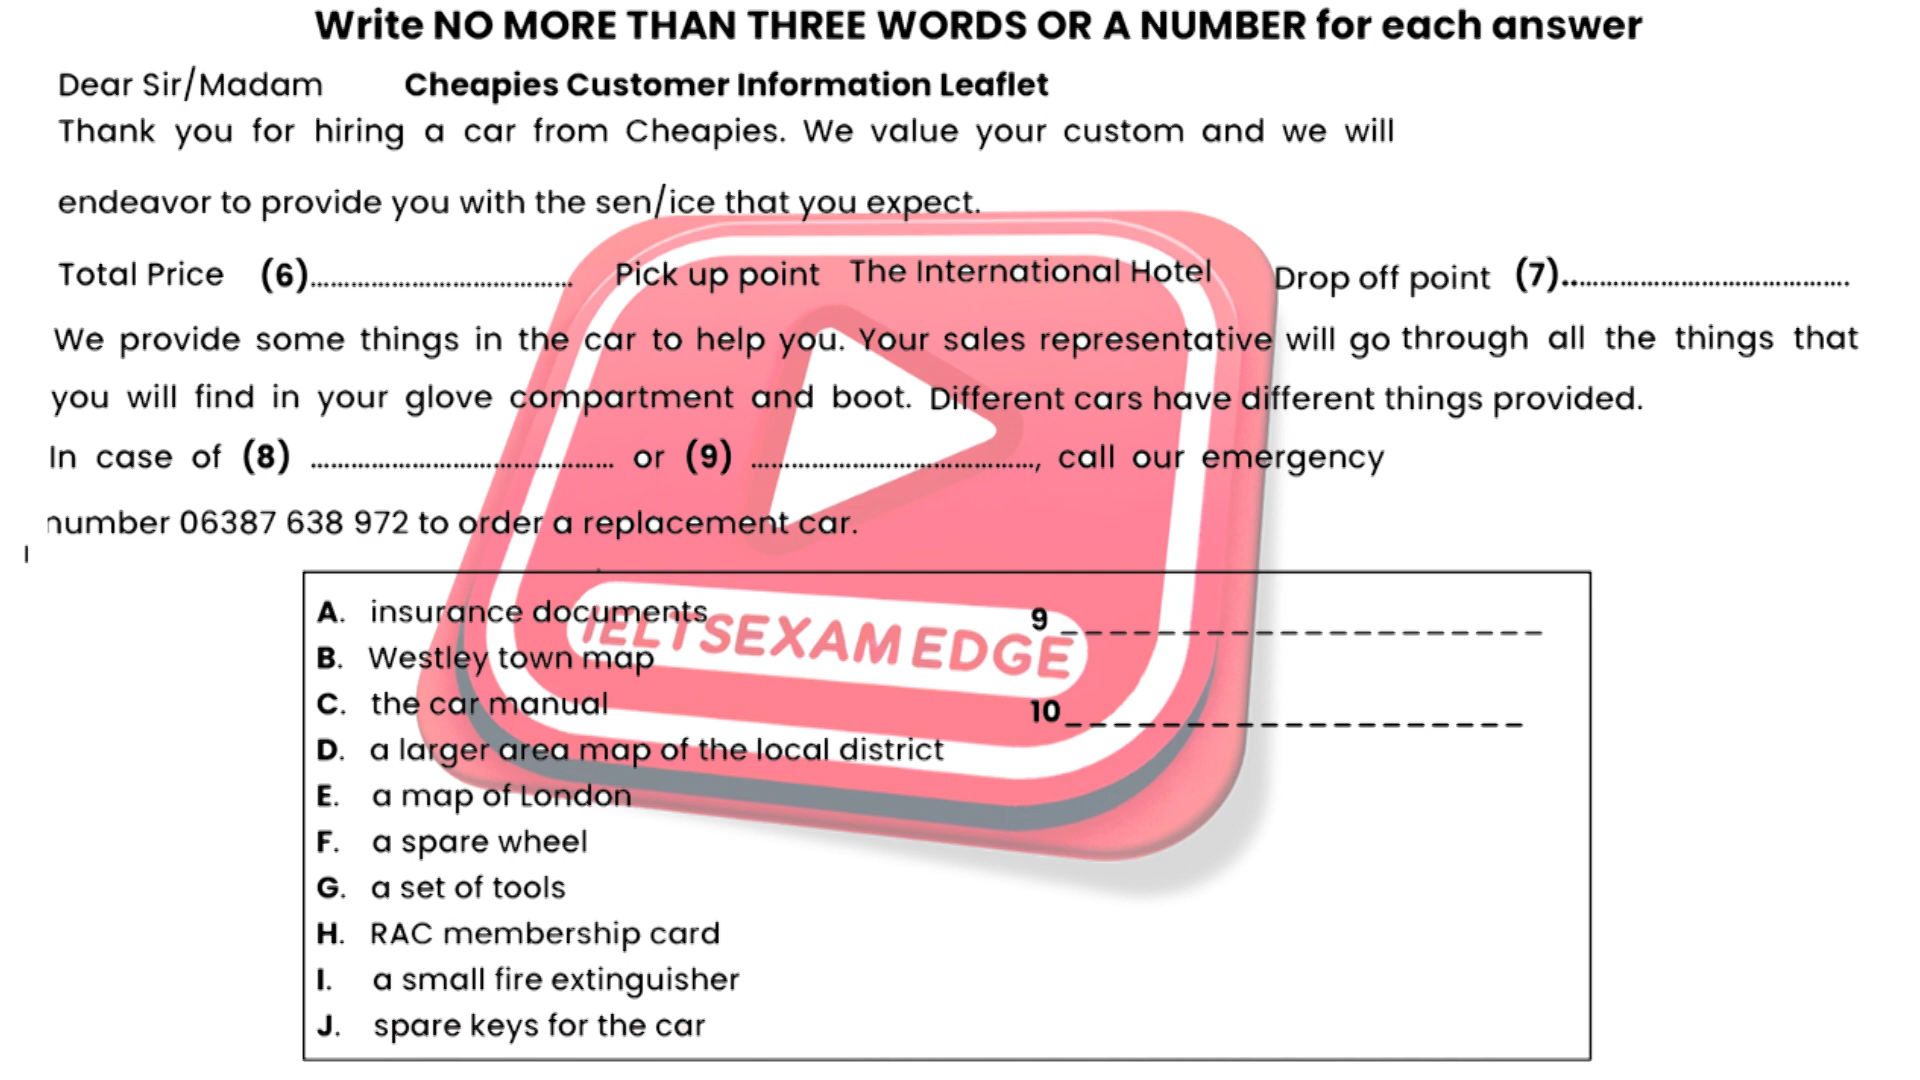 Write NO MORE THAN THREE WORDS OR A NUMBER for each answer
Dear Sir/Madam Cheapies Customer Information Leaflet
Thank you for hiring a car from Cheapies. We value your custom and we will
endeavor to provide you with the sen/ice that you expect.
Total Price (6)....................................... Pick up point The International Hotel Drop off point (7)..........................................
We provide some things in the car to help you. Your sales representative will go through all the things that
you will find in your glove compartment and boot. Different cars have different things provided.
In case of (8) ............................................. or (9) .........................................., call our emergency
number 06387 638 972 to order a replacement car.
A. insurance documents 9 _ _ _ _ _ _ _ _ _ _ _ _ _ _ _ _ _ _ _ _
IELTSEXAMEDGE
B. Westley town map
C. the car manual 10 _ _ _ _ _ _ _ _ _ _ _ _ _ _ _ _ _ _ _
D. a larger area map of the local district
E. a map of London
F. a spare wheel
G. a set of tools
H. RAC membership card
I. a small fire extinguisher
J. spare keys for the car